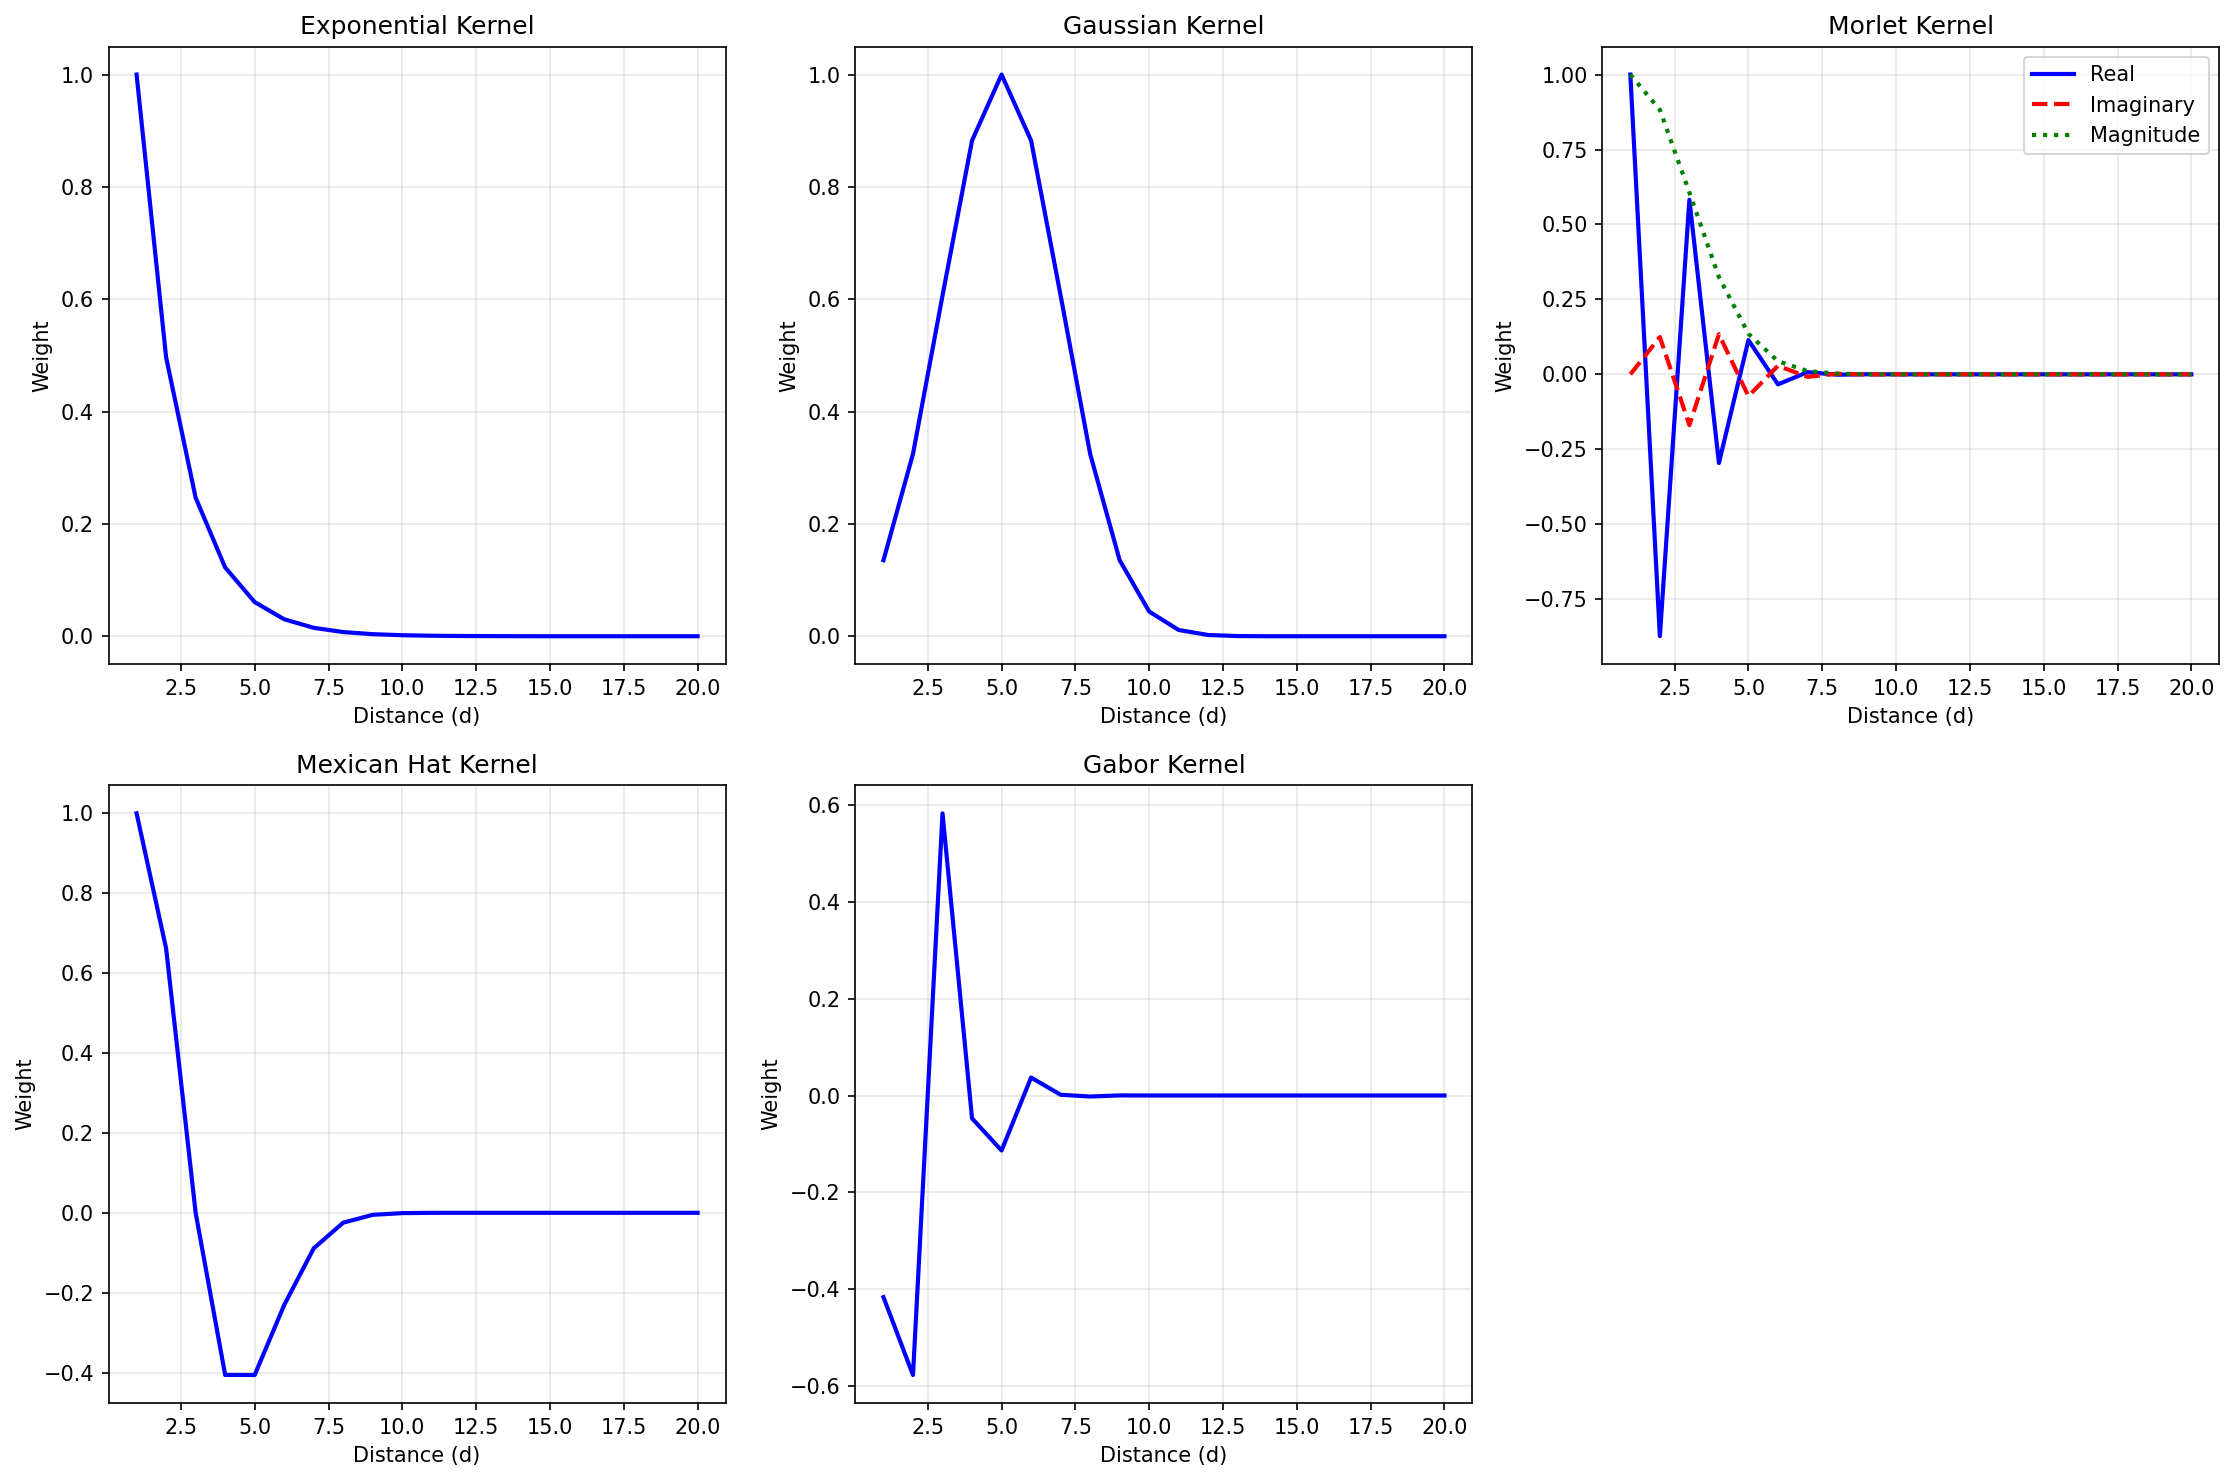 Exponential Kernel
1.0
0.8
0.6
0.4
0.2
0.0
Weight
2.5 5.0 7.5 10.0 12.5 15.0 17.5 20.0
Distance (d)
Gaussian Kernel
1.0
0.8
0.6
0.4
0.2
0.0
Weight
2.5 5.0 7.5 10.0 12.5 15.0 17.5 20.0
Distance (d)
Morlet Kernel
Real
Imaginary
Magnitude
1.00
0.75
0.50
0.25
0.00
−0.25
−0.50
−0.75
Weight
2.5 5.0 7.5 10.0 12.5 15.0 17.5 20.0
Distance (d)
Mexican Hat Kernel
1.0
0.8
0.6
0.4
0.2
0.0
−0.2
−0.4
Weight
2.5 5.0 7.5 10.0 12.5 15.0 17.5 20.0
Distance (d)
Gabor Kernel
0.6
0.4
0.2
0.0
−0.2
−0.4
−0.6
Weight
2.5 5.0 7.5 10.0 12.5 15.0 17.5 20.0
Distance (d)